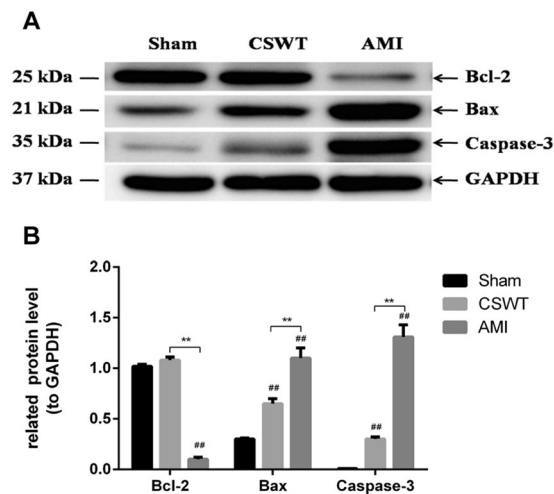 A
Sham CSWT AMI
25 kDa Bcl-2
21 kDa Bax
35 kDa Caspase-3
37 kDa GAPDH
B
related protein level
(to GAPDH)
2.0
1.5
1.0
0.5
0.0
** ** **
## ## ## ## ##
Bcl-2 Bax Caspase-3
Sham
CSWT
AMI